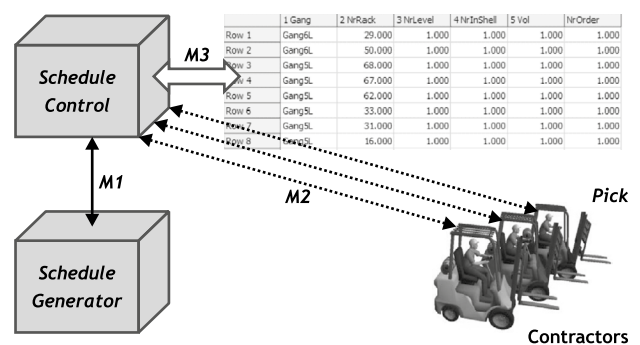 1 Gang 2 NrRack 3 NrLevel 4 NrInShell 5 Vol NrOrder
Row 1 Gang6L 29.000 1.000 1.000 1.000 1.000
Row 2 Gang6L 50.000 1.000 1.000 1.000 1.000
Row 3 Gang5L 68.000 1.000 1.000 1.000 1.000
Row 4 Gang5L 67.000 1.000 1.000 1.000 1.000
Row 5 Gang5L 62.000 1.000 1.000 1.000 1.000
Row 6 Gang5L 33.000 1.000 1.000 1.000 1.000
Row 7 Gang5L 31.000 1.000 1.000 1.000 1.000
Row 8 Gang5L 16.000 1.000 1.000 1.000 1.000
M3
Schedule
Control
M1
M2
Pick
Schedule
Generator
Contractors